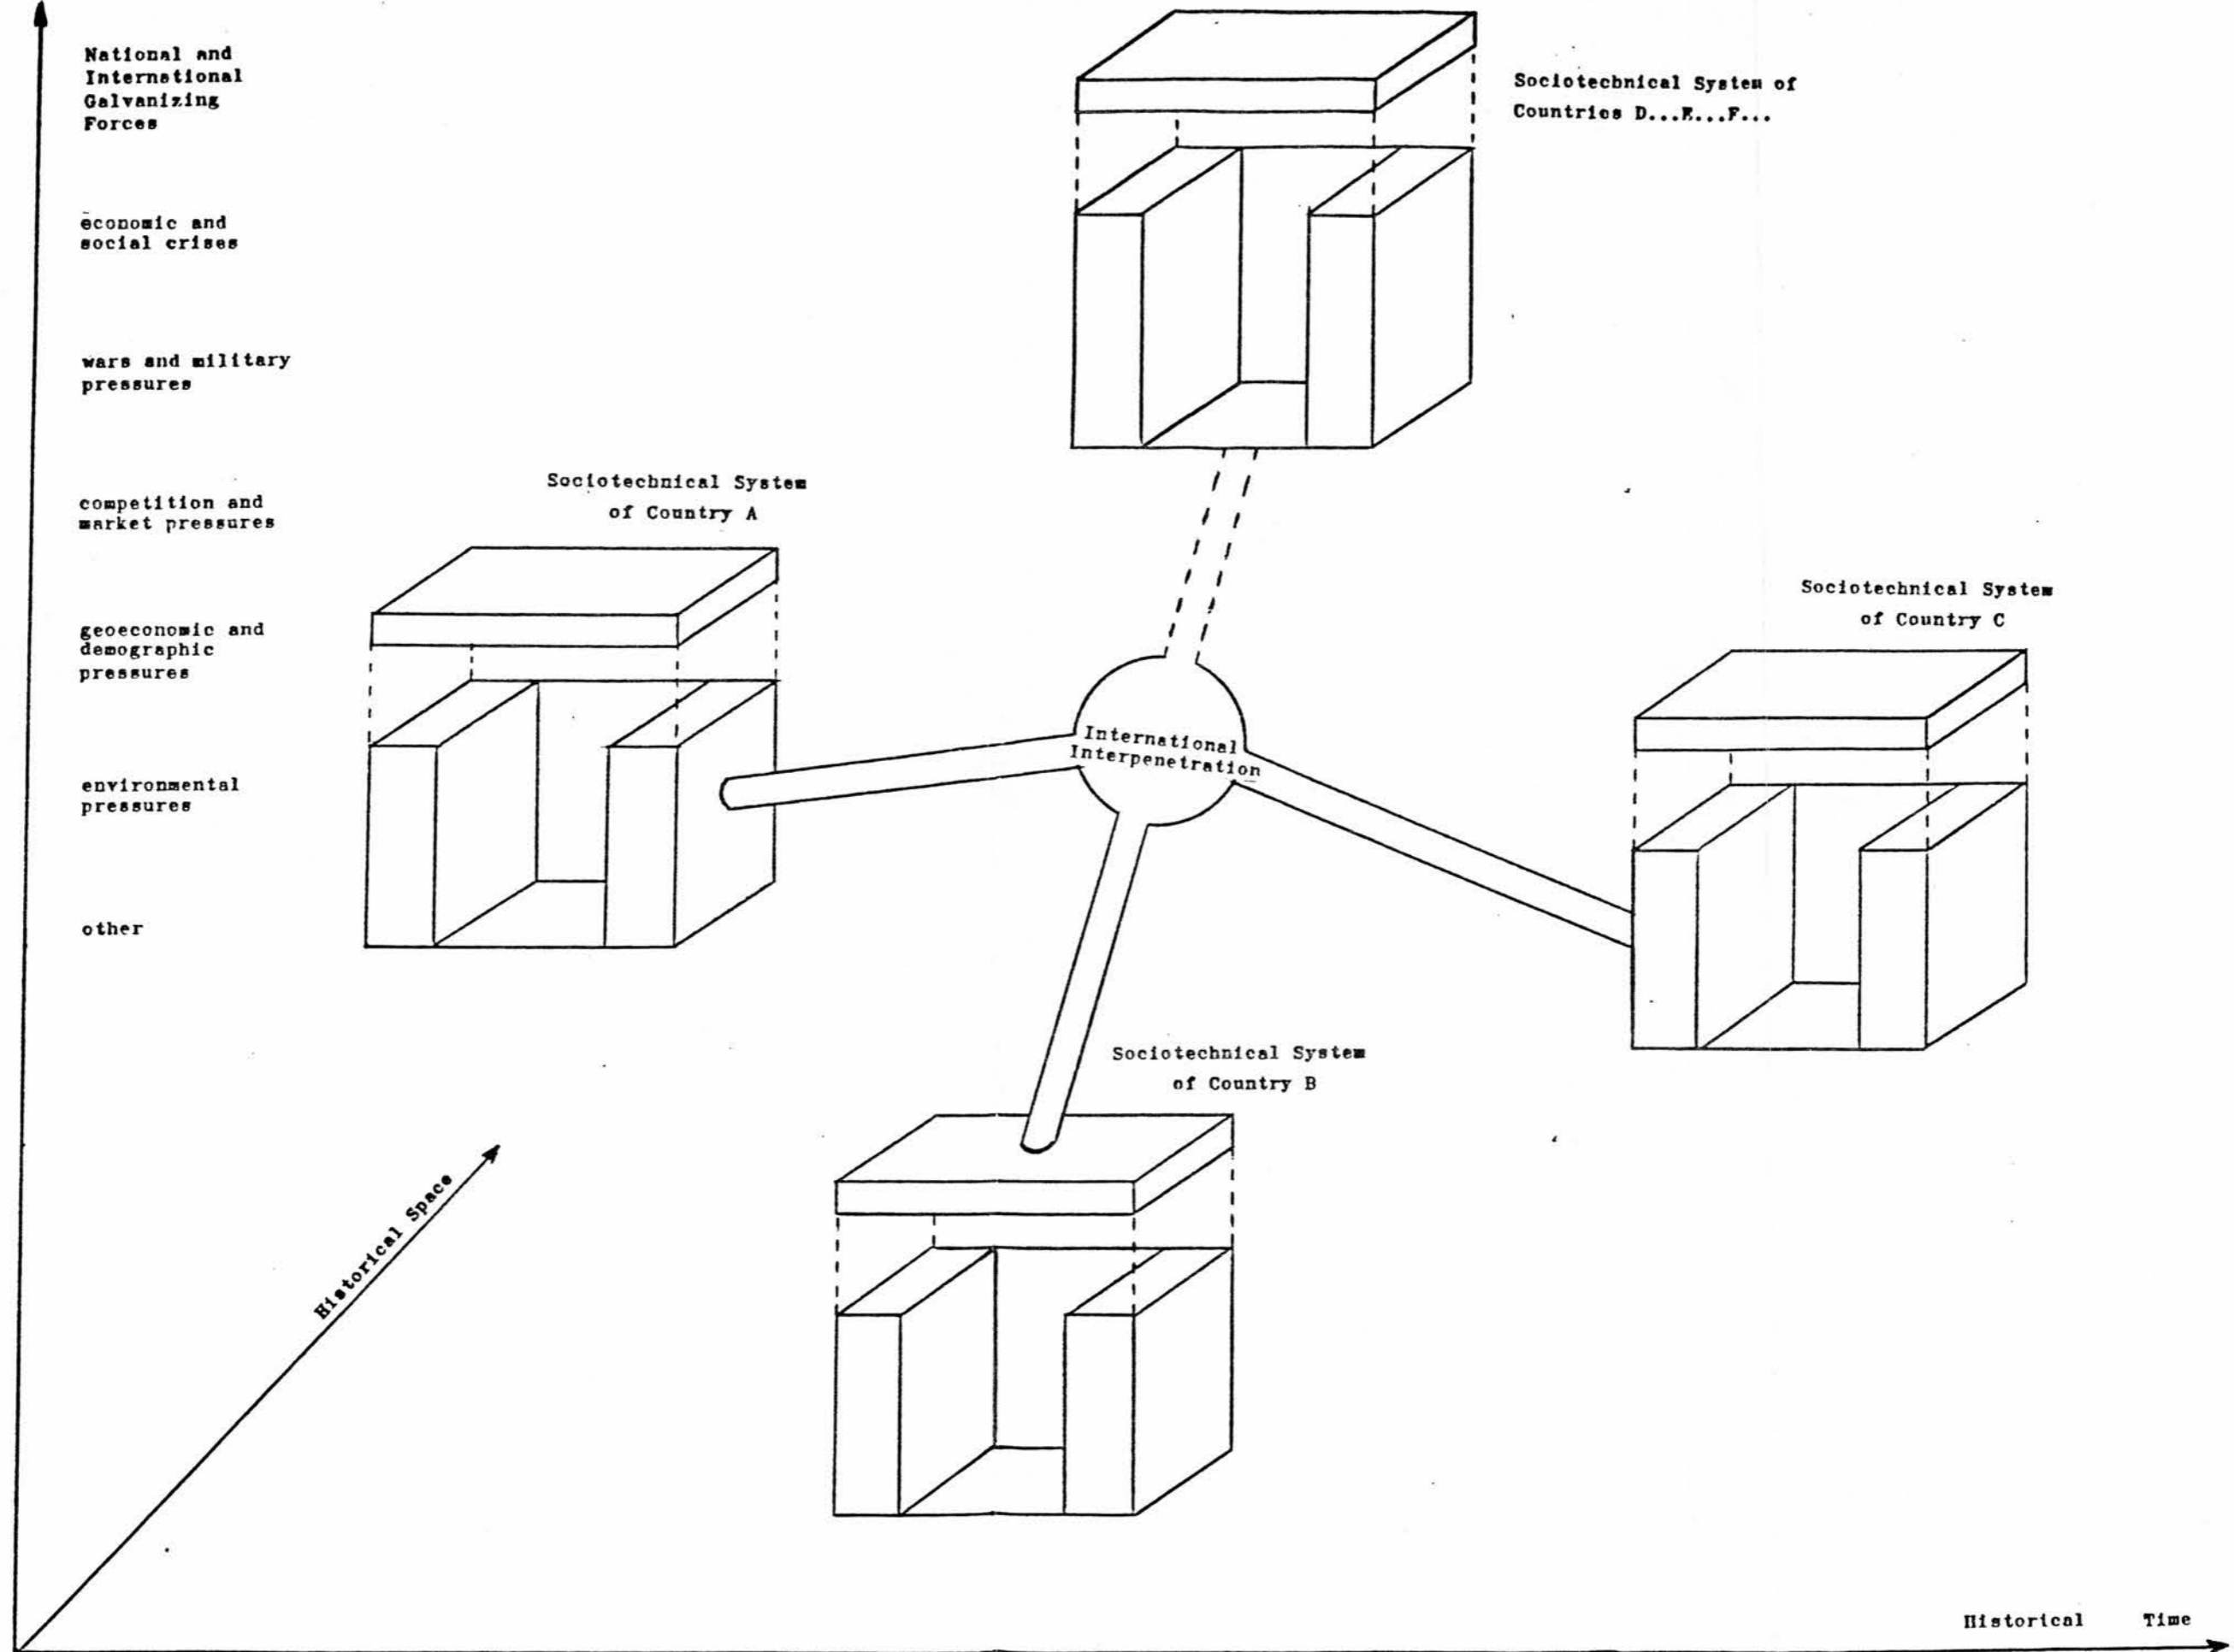 National and
International
Galvanizing
Forces
economic and
social crises
wars and military
pressures
competition and
market pressures
geoeconomic and
demographic
pressures
environmental
pressures
other
Sociotechnical System of
Countries D...E...F...
Sociotechnical System
of Country A
Sociotechnical System
of Country C
International
Interpenetration
Sociotechnical System
of Country B
Historical Space
Historical Time